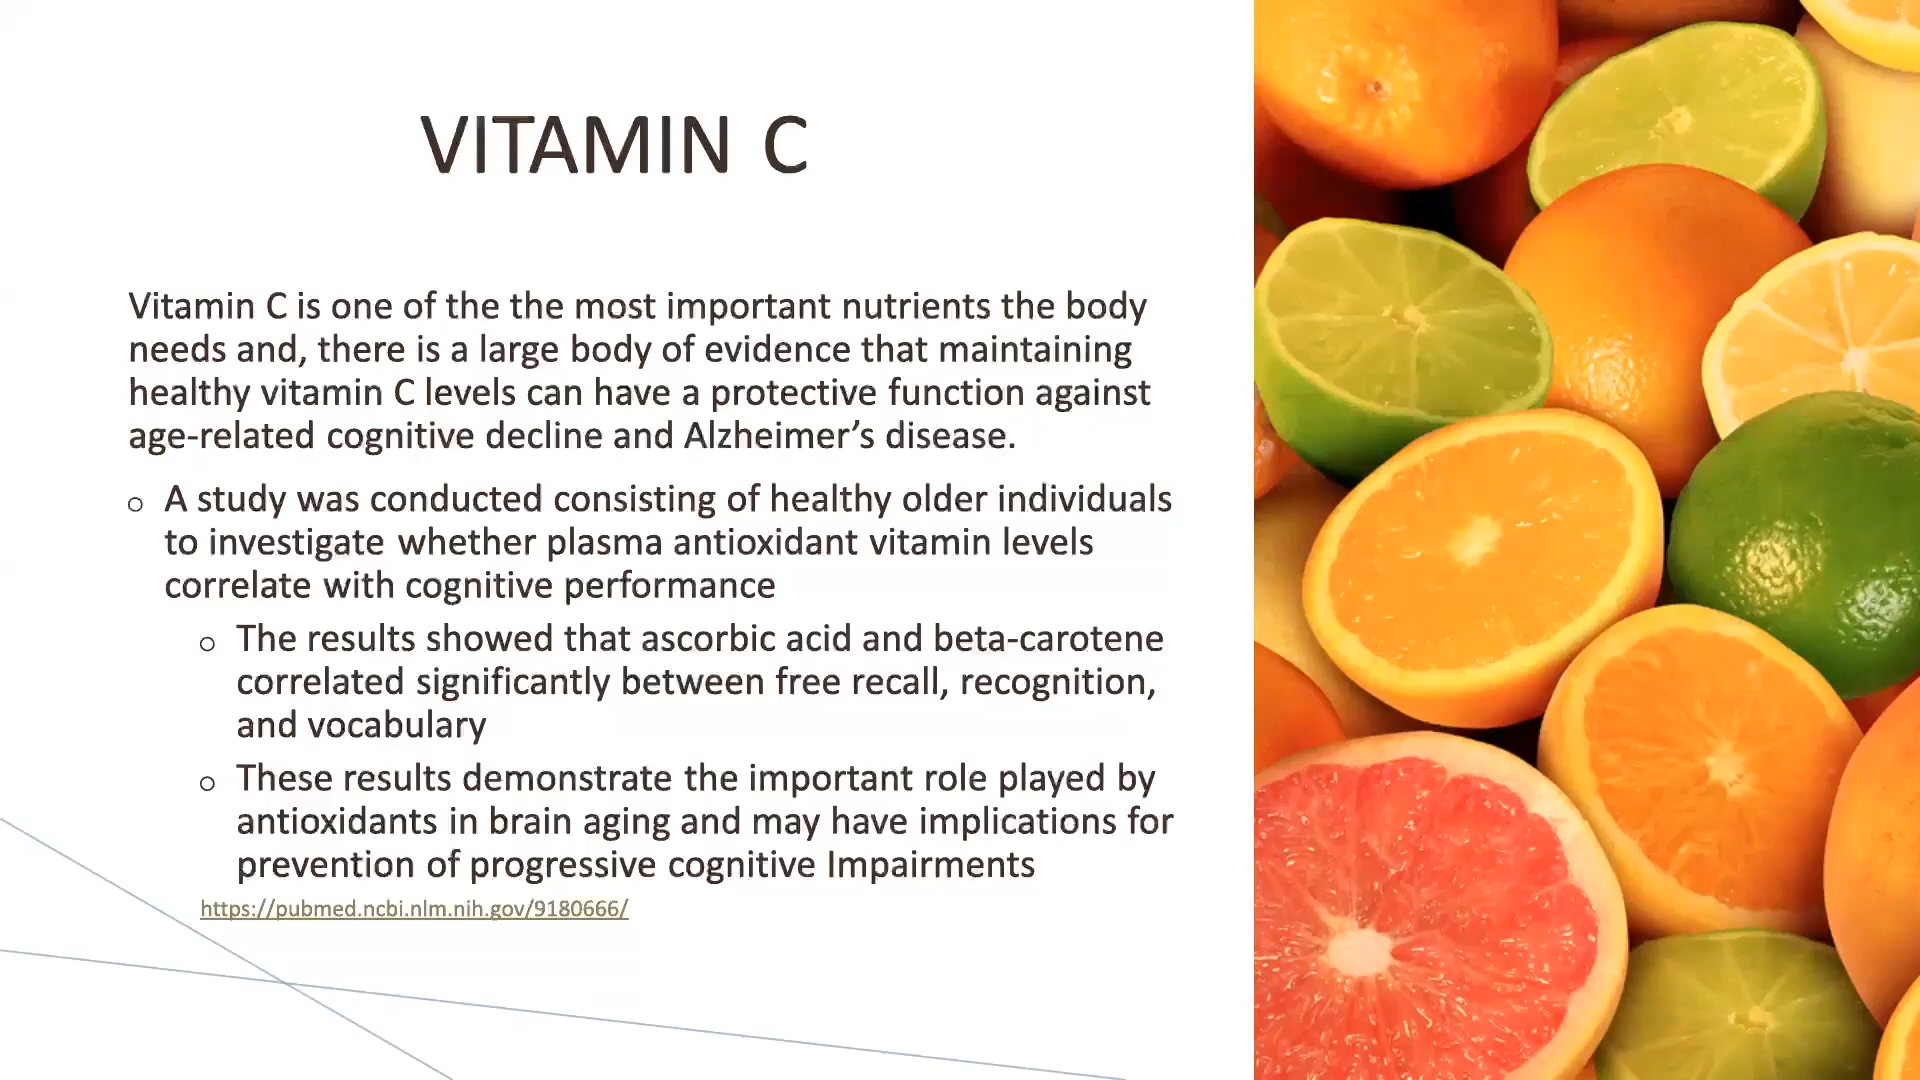 VITAMIN C
Vitamin C is one of the the most important nutrients the body
needs and, there is a large body of evidence that maintaining
healthy vitamin C levels can have a protective function against
age-related cognitive decline and Alzheimer’s disease.
o A study was conducted consisting of healthy older individuals
to investigate whether plasma antioxidant vitamin levels
correlate with cognitive performance
o The results showed that ascorbic acid and beta-carotene
correlated significantly between free recall, recognition,
and vocabulary
o These results demonstrate the important role played by
antioxidants in brain aging and may have implications for
prevention of progressive cognitive Impairments
https://pubmed.ncbi.nlm.nih.gov/9180666/